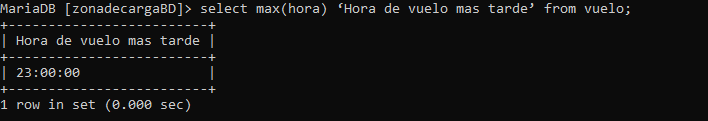 MariaDB [zonadecargaBD]> select max(hora) ‘Hora de vuelo mas tarde’ from vuelo;
+-------------------------+
| Hora de vuelo mas tarde |
+-------------------------+
| 23:00:00                |
+-------------------------+
1 row in set (0.000 sec)